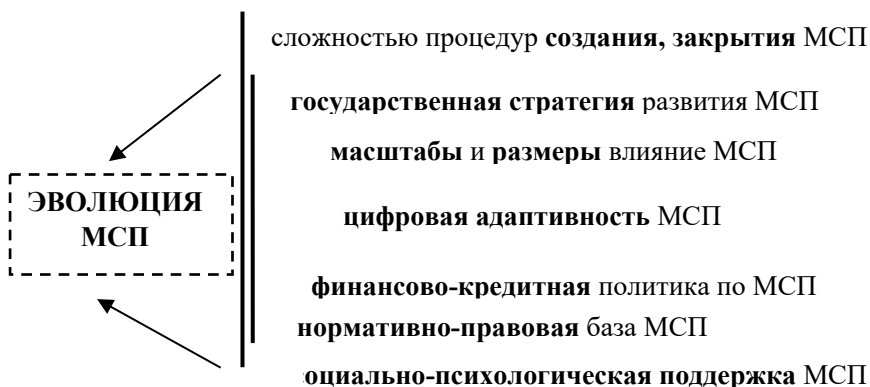 сложностью процедур создания, закрытия МСП
государственная стратегия развития МСП
масштабы и размеры влияние МСП
ЭВОЛЮЦИЯ
МСП
цифровая адаптивность МСП
финансово-кредитная политика по МСП
нормативно-правовая база МСП
оциально-психологическая поддержка МСП